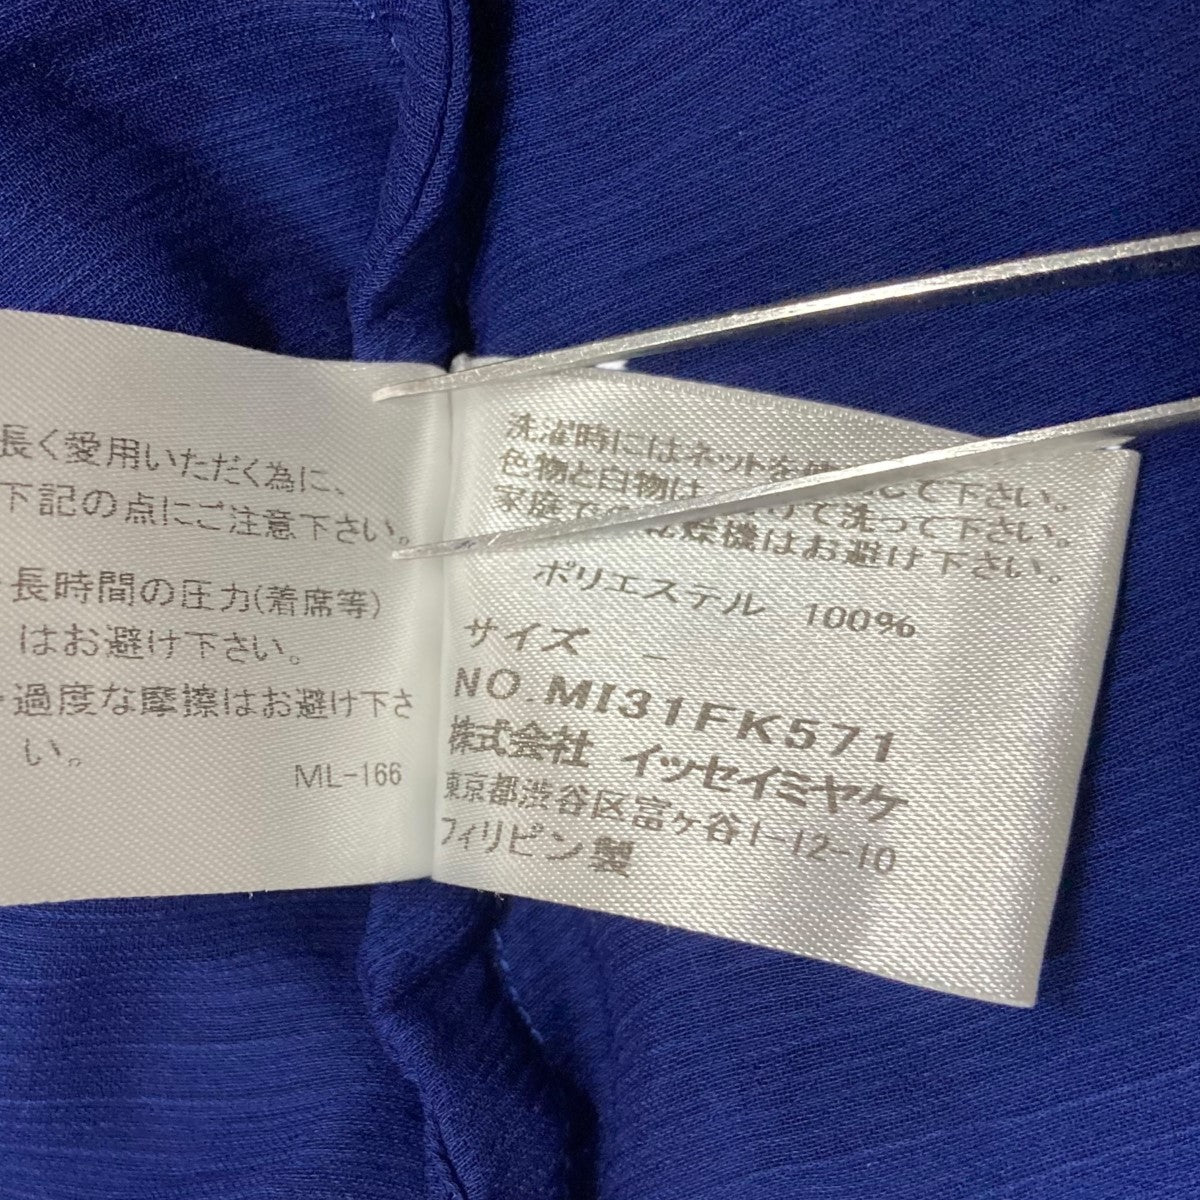 長く愛用いただく為に、
下記の点にご注意下さい。
・長時間の圧力(着席等)
はお避け下さい。
・過度な摩擦はお避け下さ
い。
ML-166
洗濯時にはネットを使 して下さい。
色物と白物は けて洗って下さい。
家庭での 乾燥機はお避け下さい。
ポリエステル 100%
サイズ _
NO.MI31FK571
株式会社 イッセイミヤケ
東京都渋谷区富ヶ谷1-12-10
フィリピン製